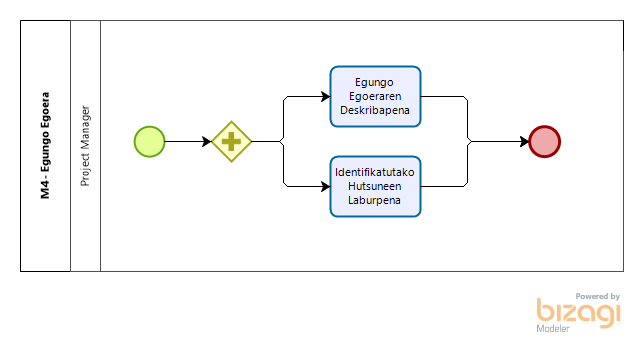 M4 - Egungo Egoera
Project Manager
Egungo
Egoeraren
Deskribapena
Identifikatutako
Hutsuneen
Laburpena
Powered by
bizagi
Modeler